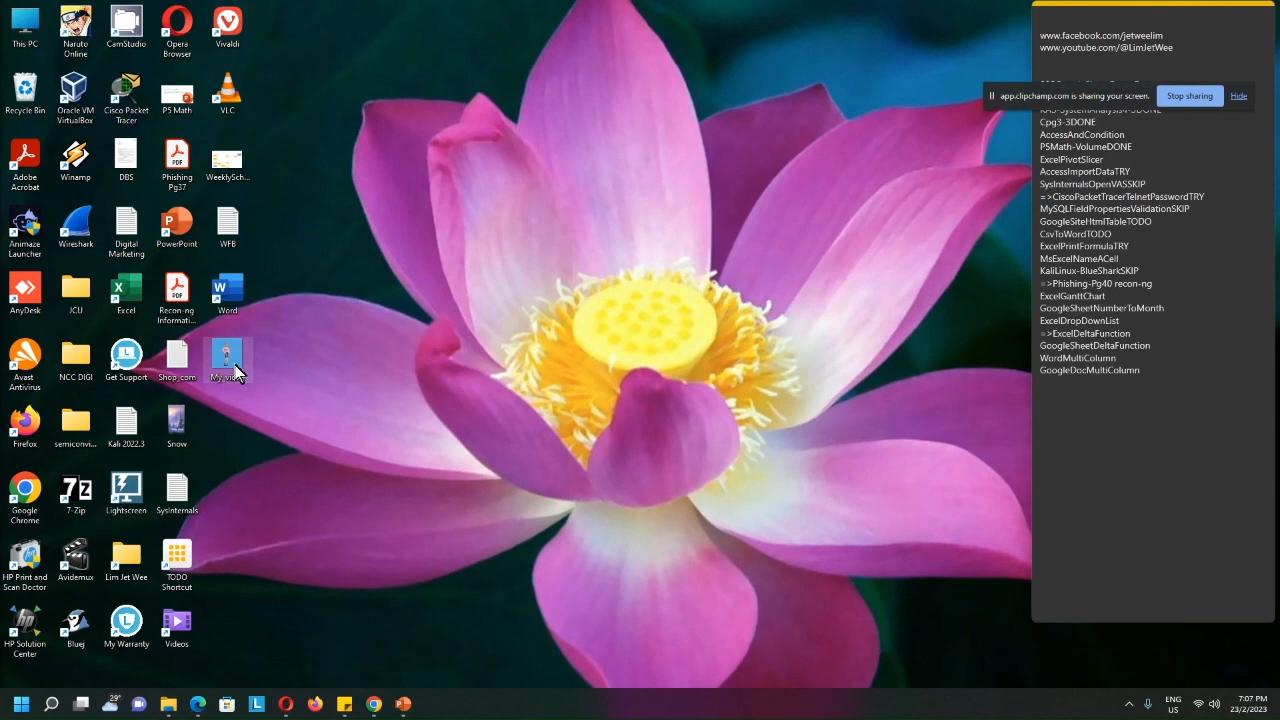 This PC
Naruto Online
CamStudio
Opera Browser
Vivaldi
Recycle Bin
Oracle VM VirtualBox
Cisco Packet Tracer
P5 Math
VLC
Adobe Acrobat
Winamp
DBS
Phishing Pg37
WeeklySch...
Animaze Launcher
Wireshark
Digital Marketing
PowerPoint
WFB
AnyDesk
JCU
Excel
Recon-ng Informati...
Word
Avast Antivirus
NCC DIGI
Get Support
Shop_com
Firefox
semiconvi...
Kali 2022.3
Snow
Google Chrome
7-Zip
Lightscreen
SysInternals
HP Print and Scan Doctor
Avidemux
Lim Jet Wee
TODO Shortcut
HP Solution Center
Bluej
My Warranty
Videos
www.facebook.com/jetweelim
www.youtube.com/@LimJetWee
app.clipchamp.com is sharing your screen.
Stop sharing
Hide
Cpg3-3DONE
AccessAndCondition
P5Math-VolumeDONE
ExcelPivotSlicer
AccessImportDataTRY
SysInternalsOpenVASSKIP
=>CiscoPacketTracerTelnetPasswordTRY
MySQLFieldPropertiesValidationSKIP
GoogleSiteHtmlTableTODO
CsvToWordTODO
ExcelPrintFormulaTRY
MsExcelNameACell
KaliLinux-BlueSharkSKIP
=>Phishing-Pg40 recon-ng
ExcelGanttChart
GoogleSheetNumberToMonth
ExcelDropDownList
=>ExcelDeltaFunction
GoogleSheetDeltaFunction
WordMultiColumn
GoogleDocMultiColumn
29°
ENG
US
7:07 PM
23/2/2023